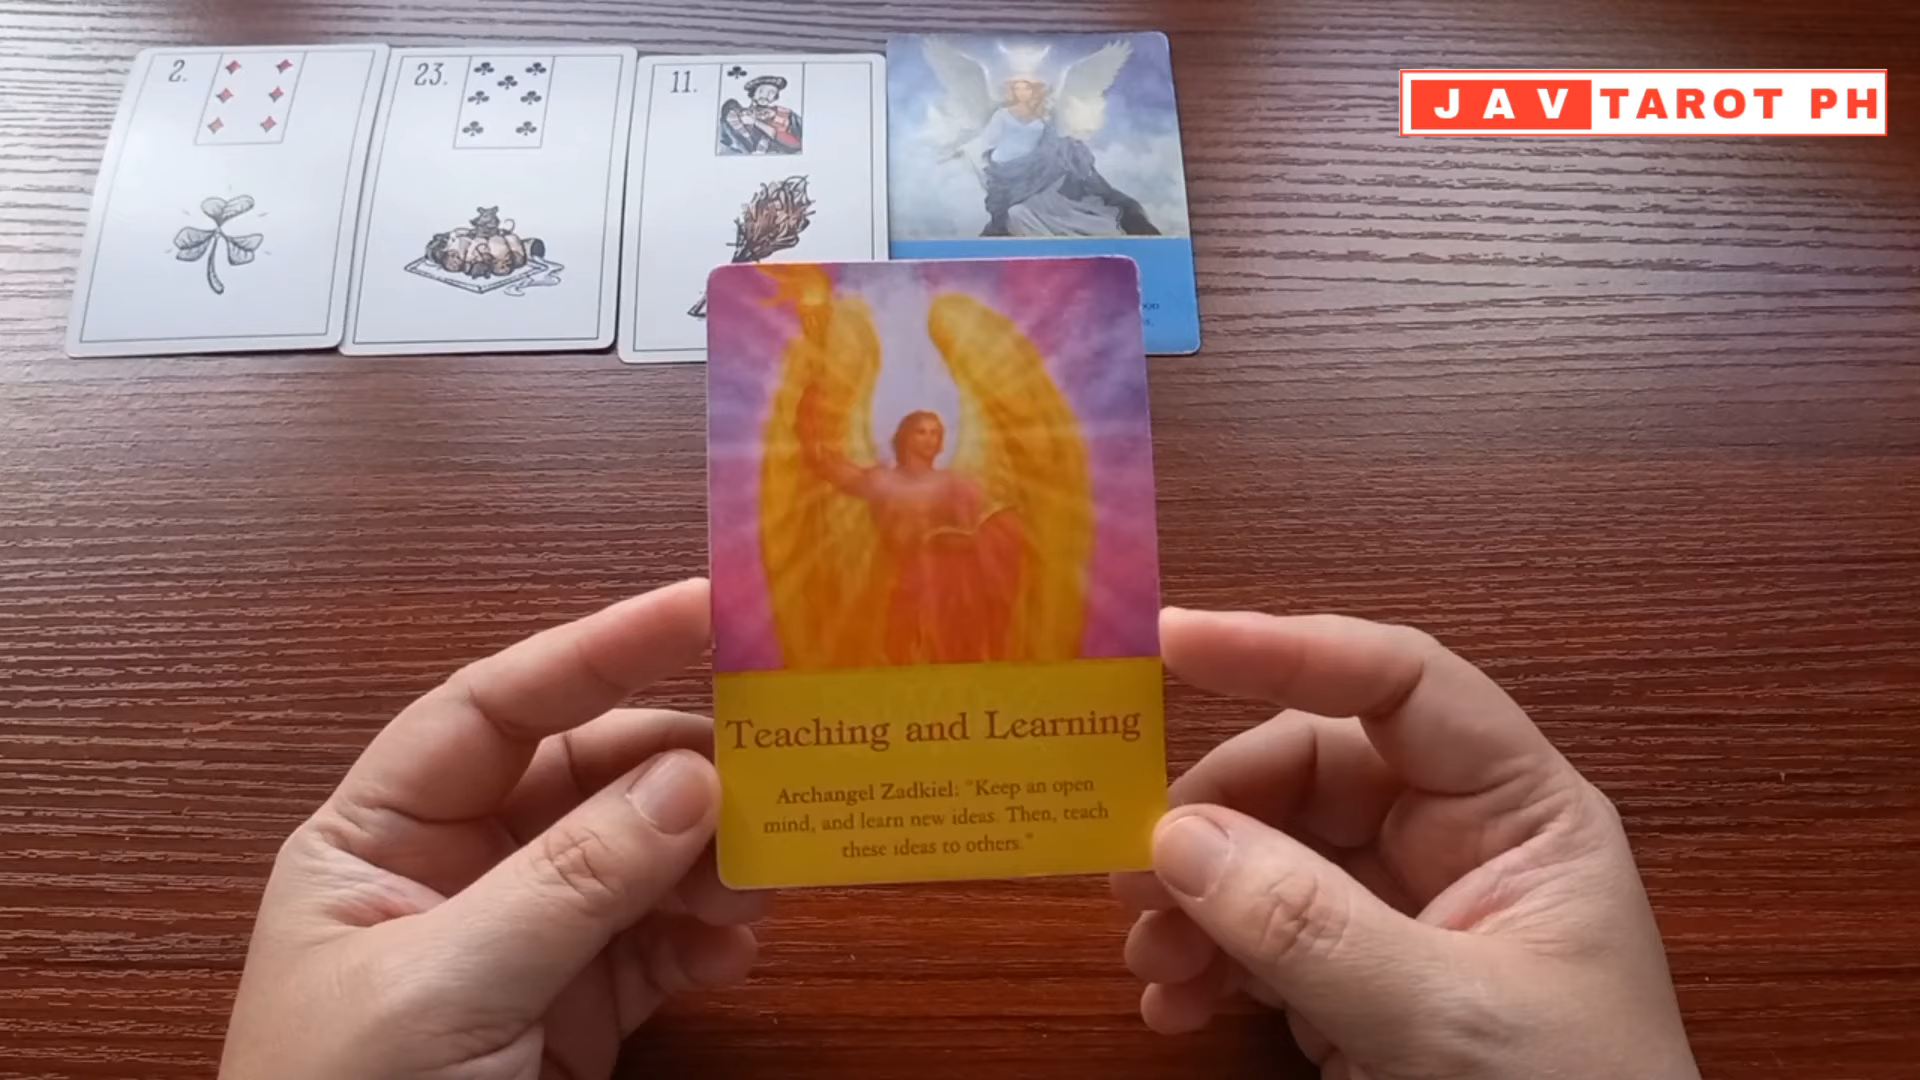 2.
23.
11.
JAV TAROT PH
Teaching and Learning
Archangel Zadkiel: "Keep an open
mind, and learn new ideas. Then, teach
these ideas to others."